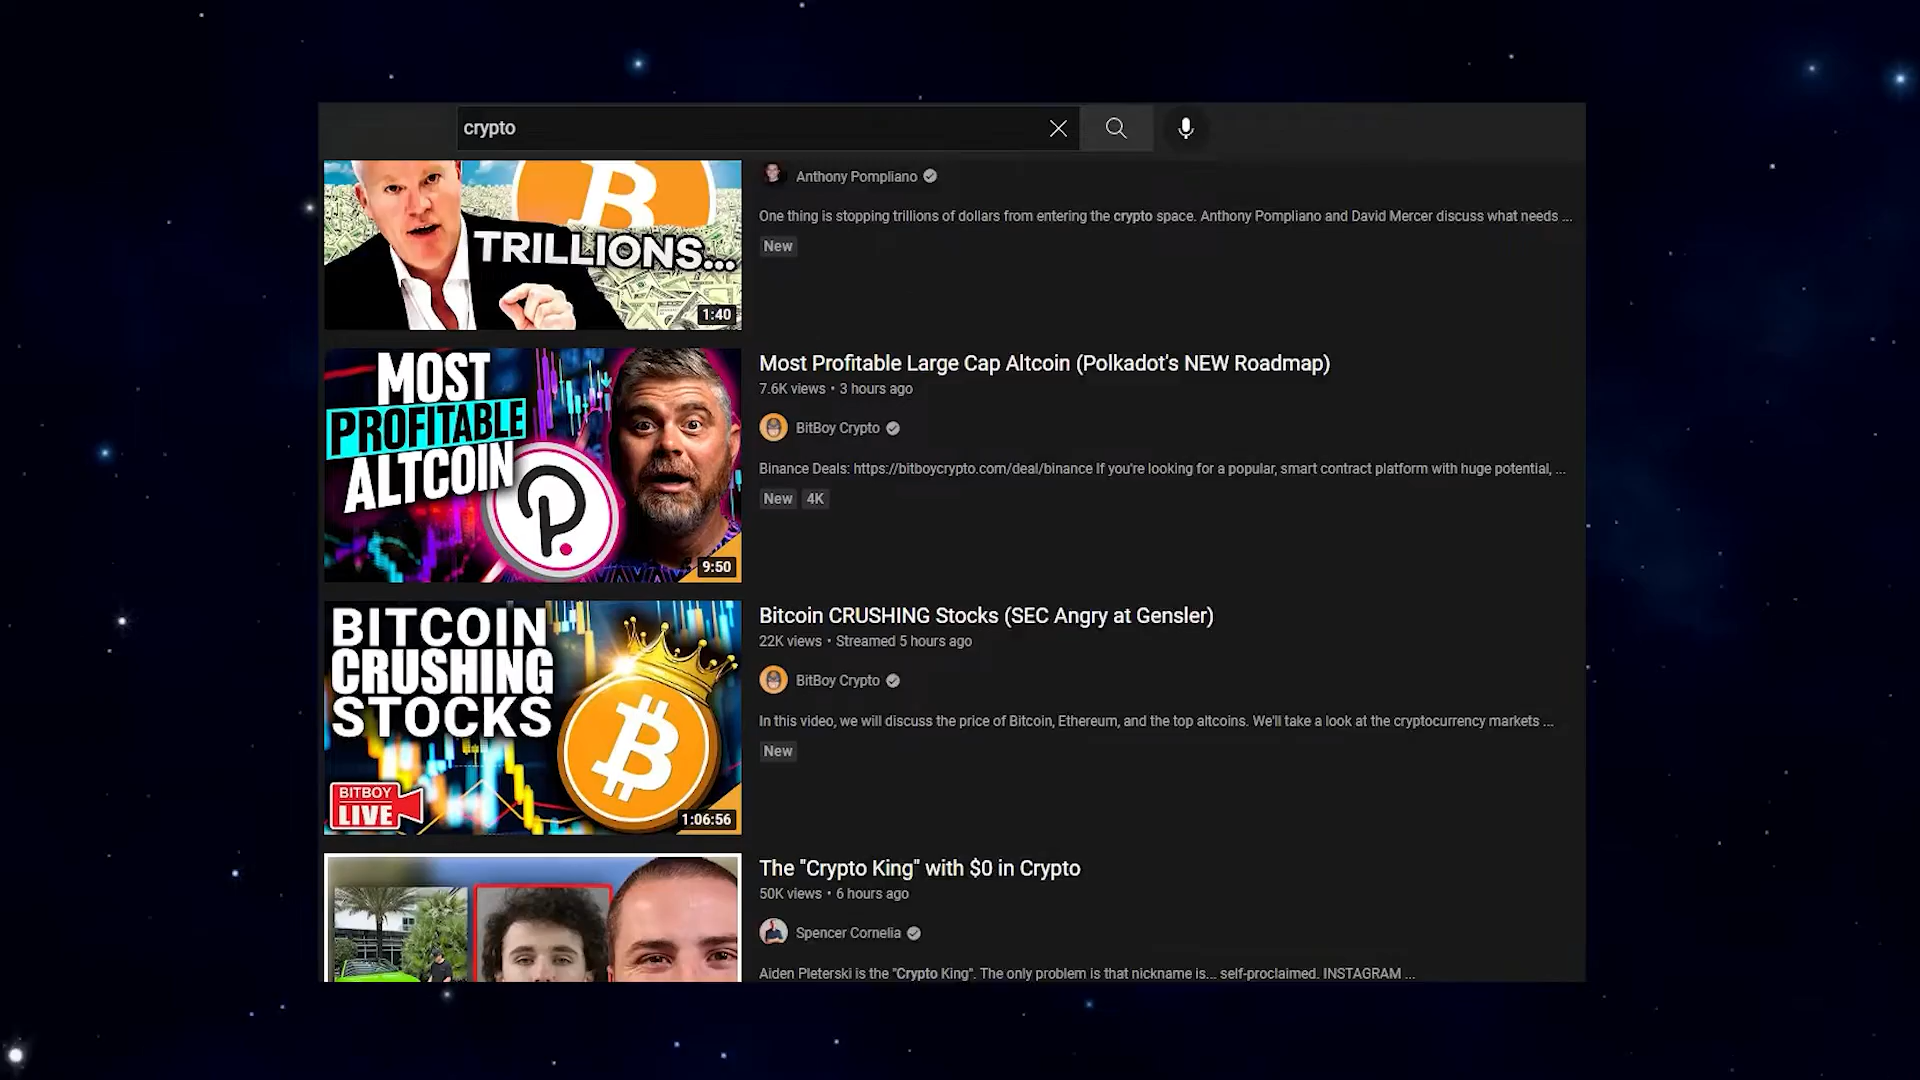 crypto
B
TRILLIONS...
1:40
Anthony Pompliano
One thing is stopping trillions of dollars from entering the crypto space. Anthony Pompliano and David Mercer discuss what needs ...
New
MOST
PROFITABLE
ALTCOIN
9:50
Most Profitable Large Cap Altcoin (Polkadot's NEW Roadmap)
7.6K views • 3 hours ago
BitBoy Crypto
Binance Deals: https://bitboycrypto.com/deal/binance If you're looking for a popular, smart contract platform with huge potential, ...
New 4K
BITCOIN
CRUSHING
STOCKS
BITBOY
LIVE
1:06:56
Bitcoin CRUSHING Stocks (SEC Angry at Gensler)
22K views • Streamed 5 hours ago
BitBoy Crypto
In this video, we will discuss the price of Bitcoin, Ethereum, and the top altcoins. We'll take a look at the cryptocurrency markets ...
New
The "Crypto King" with $0 in Crypto
50K views • 6 hours ago
Spencer Cornelia
Aiden Pleterski is the "Crypto King". The only problem is that nickname is... self-proclaimed. INSTAGRAM ...